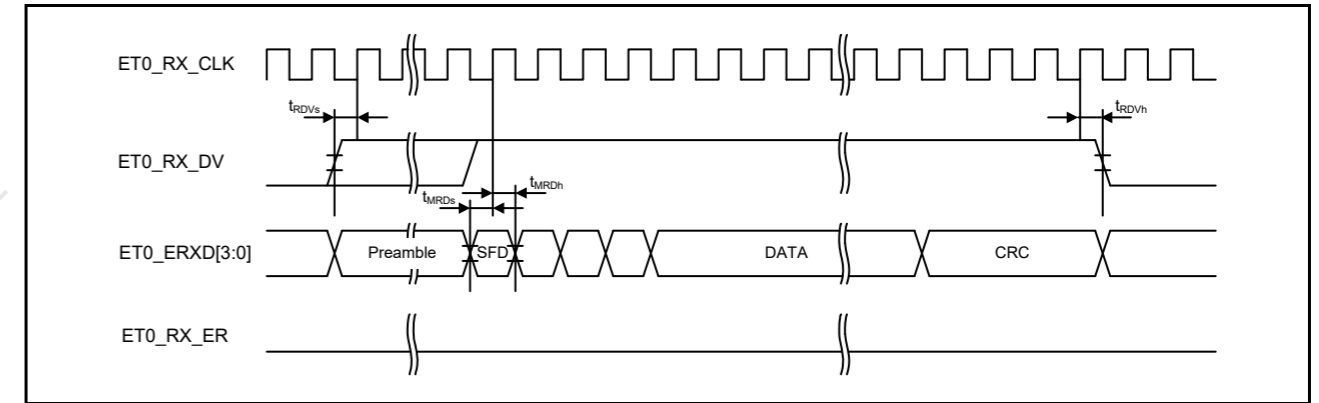 ET0_RX_CLK
tRDVs
tRDVh
ET0_RX_DV
tMRDh
tMRDs
ET0_ERXD[3:0]
Preamble
SFD
DATA
CRC
ET0_RX_ER